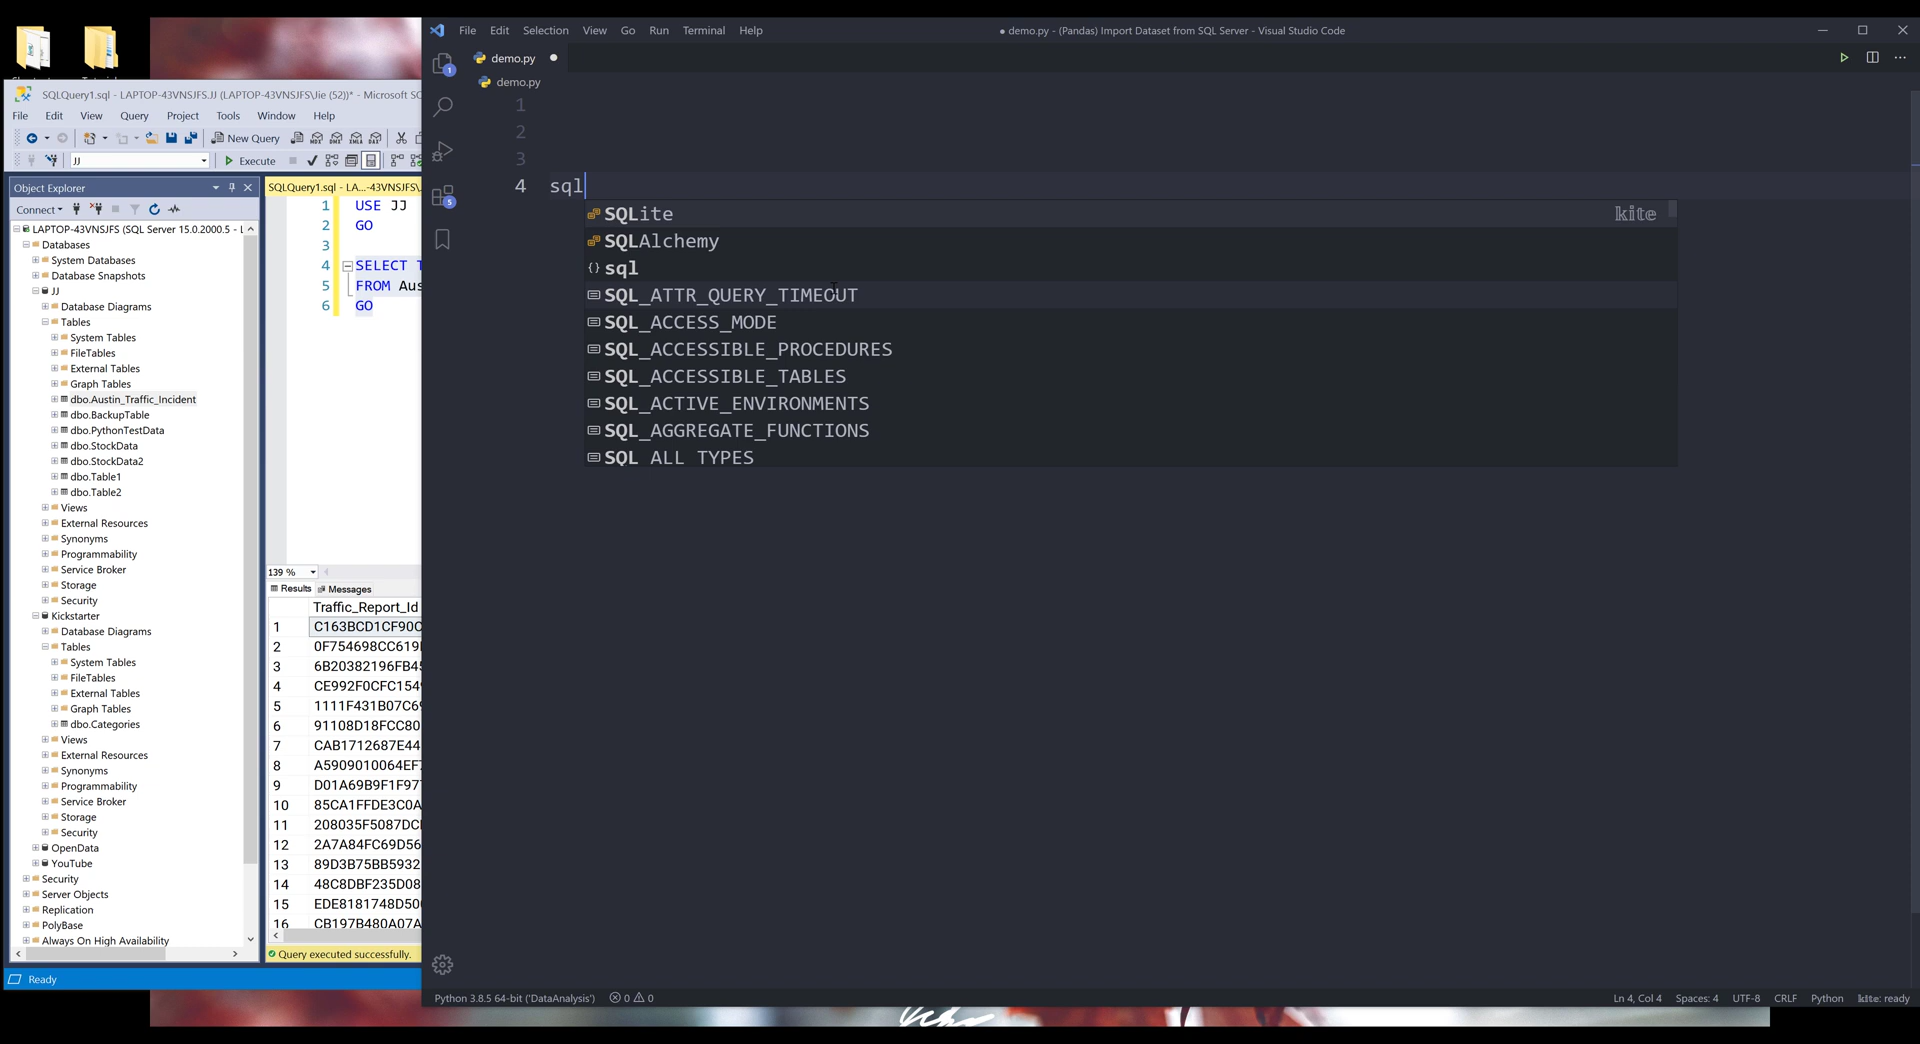 SQLQuery1.sql - LAPTOP-43VNSJFS.JJ (LAPTOP-43VNSJFS\Jie (52))* - Microsoft SQ
File Edit View Query Project Tools Window Help
New Query
JJ
Execute
Object Explorer
Connect
LAPTOP-43VNSJFS (SQL Server 15.0.2000.5 - L
Databases
System Databases
Database Snapshots
JJ
Database Diagrams
Tables
System Tables
FileTables
External Tables
Graph Tables
dbo.Austin_Traffic_Incident
dbo.BackupTable
dbo.PythonTestData
dbo.StockData
dbo.StockData2
dbo.Table1
dbo.Table2
Views
External Resources
Synonyms
Programmability
Service Broker
Storage
Security
Kickstarter
Database Diagrams
Tables
System Tables
FileTables
External Tables
Graph Tables
dbo.Categories
Views
External Resources
Synonyms
Programmability
Service Broker
Storage
Security
OpenData
YouTube
Security
Server Objects
Replication
PolyBase
Always On High Availability
Ready
SQLQuery1.sql - LA...-43VNSJFS\
1 USE JJ
2 GO
3
4 SELECT T
5 FROM Aus
6 GO
139 %
Results Messages
Traffic_Report_Id
1 C163BCD1CF90C
2 0F754698CC619
3 6B20382196FB45
4 CE992F0CFC154
5 1111F431B07C69
6 91108D18FCC80
7 CAB1712687E44
8 A5909010064EF7
9 D01A69B9F1F977
10 85CA1FFDE3C0A
11 208035F5087DC
12 2A7A84FC69D56
13 89D3B75BB5932
14 48C8DBF235D08
15 EDE8181748D50
16 CB197B480A07A
Query executed successfully.
File Edit Selection View Go Run Terminal Help
● demo.py - (Pandas) Import Dataset from SQL Server - Visual Studio Code
demo.py
demo.py
1
5
1
2
3
4 sql
SQLite kite
SQLAlchemy
sql
SQL_ATTR_QUERY_TIMEOUT
SQL_ACCESS_MODE
SQL_ACCESSIBLE_PROCEDURES
SQL_ACCESSIBLE_TABLES
SQL_ACTIVE_ENVIRONMENTS
SQL_AGGREGATE_FUNCTIONS
SQL_ALL_TYPES
Python 3.8.5 64-bit ('DataAnalysis') 0 0
Ln 4, Col 4 Spaces: 4 UTF-8 CRLF Python kite: ready